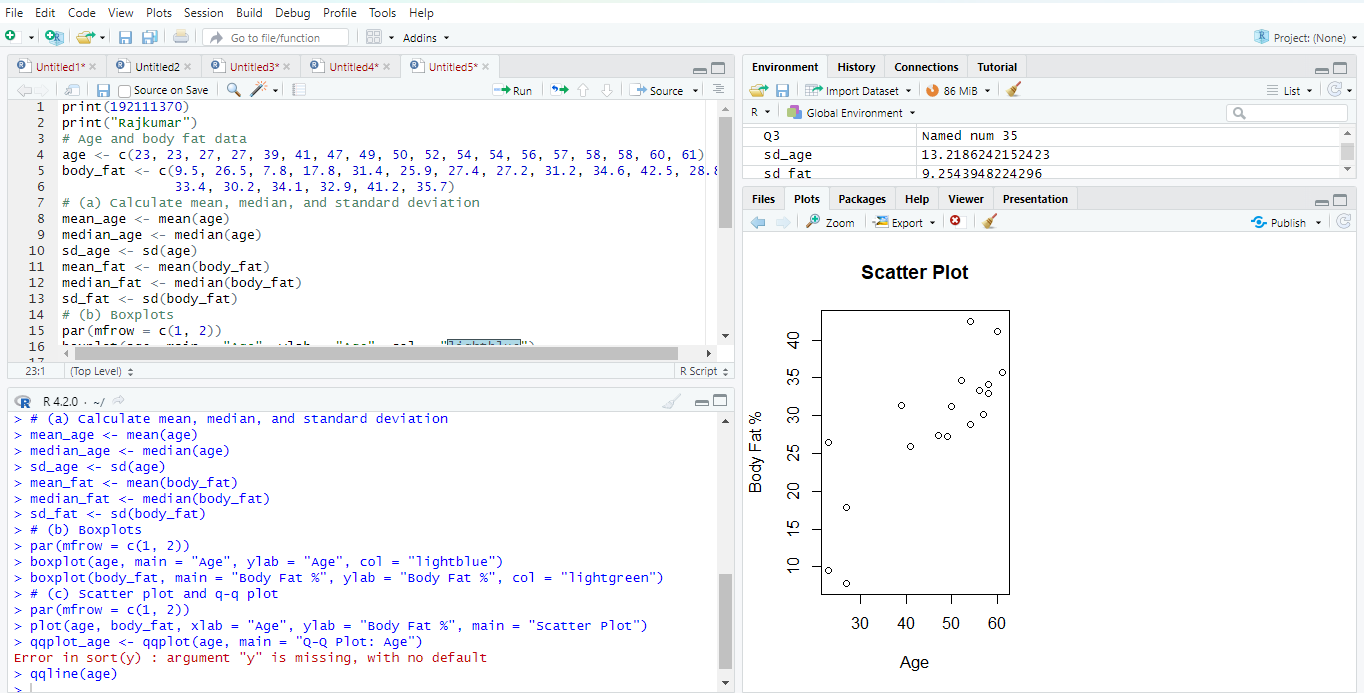 File Edit Code View Plots Session Build Debug Profile Tools Help
Go to file/function Addins Project: (None)
Untitled1* Untitled2 Untitled3* Untitled4* Untitled5*
Source on Save Run Source
1 print(192111370)
2 print("Rajkumar")
3 # Age and body fat data
4 age <- c(23, 23, 27, 27, 39, 41, 47, 49, 50, 52, 54, 54, 56, 57, 58, 58, 60, 61)
5 body_fat <- c(9.5, 26.5, 7.8, 17.8, 31.4, 25.9, 27.4, 27.2, 31.2, 34.6, 42.5, 28.8
6 33.4, 30.2, 34.1, 32.9, 41.2, 35.7)
7 # (a) Calculate mean, median, and standard deviation
8 mean_age <- mean(age)
9 median_age <- median(age)
10 sd_age <- sd(age)
11 mean_fat <- mean(body_fat)
12 median_fat <- median(body_fat)
13 sd_fat <- sd(body_fat)
14 # (b) Boxplots
15 par(mfrow = c(1, 2))
16 boxplot(age, main = "Age", ylab = "Age", col = "lightblue")
17
23:1 (Top Level) R Script
R 4.2.0 · ~/
> # (a) Calculate mean, median, and standard deviation
> mean_age <- mean(age)
> median_age <- median(age)
> sd_age <- sd(age)
> mean_fat <- mean(body_fat)
> median_fat <- median(body_fat)
> sd_fat <- sd(body_fat)
> # (b) Boxplots
> par(mfrow = c(1, 2))
> boxplot(age, main = "Age", ylab = "Age", col = "lightblue")
> boxplot(body_fat, main = "Body Fat %", ylab = "Body Fat %", col = "lightgreen")
> # (c) Scatter plot and q-q plot
> par(mfrow = c(1, 2))
> plot(age, body_fat, xlab = "Age", ylab = "Body Fat %", main = "Scatter Plot")
> qqplot_age <- qqplot(age, main = "Q-Q Plot: Age")
Error in sort(y) : argument "y" is missing, with no default
> qqline(age)
>
Environment History Connections Tutorial
Import Dataset 86 MiB List
R Global Environment
Q3 Named num 35
sd_age 13.2186242152423
sd_fat 9.2543948224296
Files Plots Packages Help Viewer Presentation
Zoom Export Publish
Scatter Plot
Body Fat %
40
35
30
25
20
15
10
30 40 50 60
Age